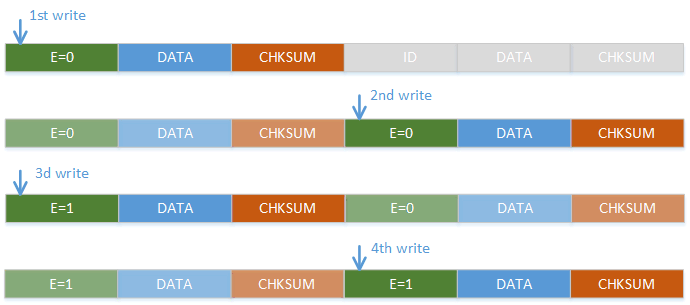 1st write
E=0 DATA CHKSUM ID DATA CHKSUM
2nd write
E=0 DATA CHKSUM E=0 DATA CHKSUM
3d write
E=1 DATA CHKSUM E=0 DATA CHKSUM
4th write
E=1 DATA CHKSUM E=1 DATA CHKSUM